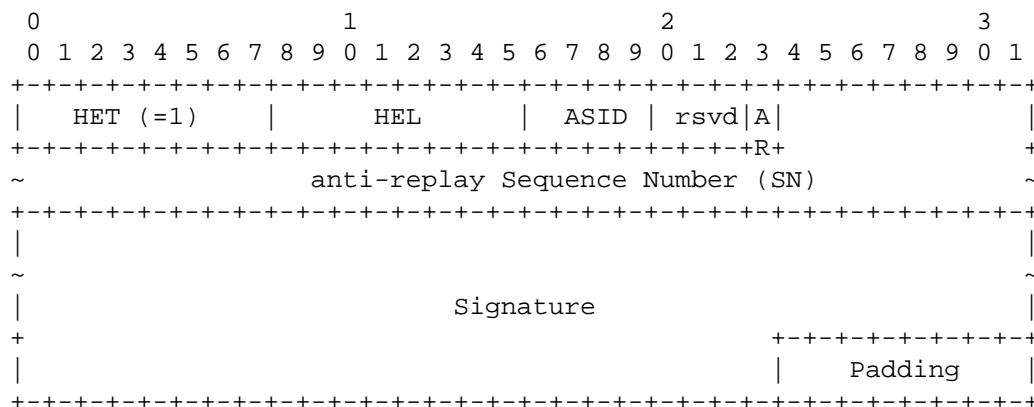 0                   1                   2                   3
 0 1 2 3 4 5 6 7 8 9 0 1 2 3 4 5 6 7 8 9 0 1 2 3 4 5 6 7 8 9 0 1
+-+-+-+-+-+-+-+-+-+-+-+-+-+-+-+-+-+-+-+-+-+-+-+-+-+-+-+-+-+-+-+-+
|   HET (=1)    |      HEL      |  ASID | rsvd|A|               |
+-+-+-+-+-+-+-+-+-+-+-+-+-+-+-+-+-+-+-+-+-+-+-+R+               +
~                  anti-replay Sequence Number (SN)             ~
+-+-+-+-+-+-+-+-+-+-+-+-+-+-+-+-+-+-+-+-+-+-+-+-+-+-+-+-+-+-+-+-+
|                                                               |
~                                                               ~
|                           Signature                           |
+                                               +-+-+-+-+-+-+-+-+
|                                               |    Padding    |
+-+-+-+-+-+-+-+-+-+-+-+-+-+-+-+-+-+-+-+-+-+-+-+-+-+-+-+-+-+-+-+-+